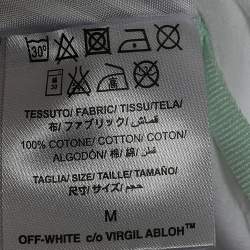 30°
R
TESSUTO/ FABRIC/ TISSU/TELA/
布/ ファブリック/ قماش/
100% COTONE/ COTTON/ COTTON/
ALGODÓN/ 棉/ 綿/ قطن
TAGLIA/ SIZE/ TAILLE/ TAMAÑO/
尺寸/ サイズ/ حجم/
M
OFF-WHITE c/o VIRGIL ABLOH™